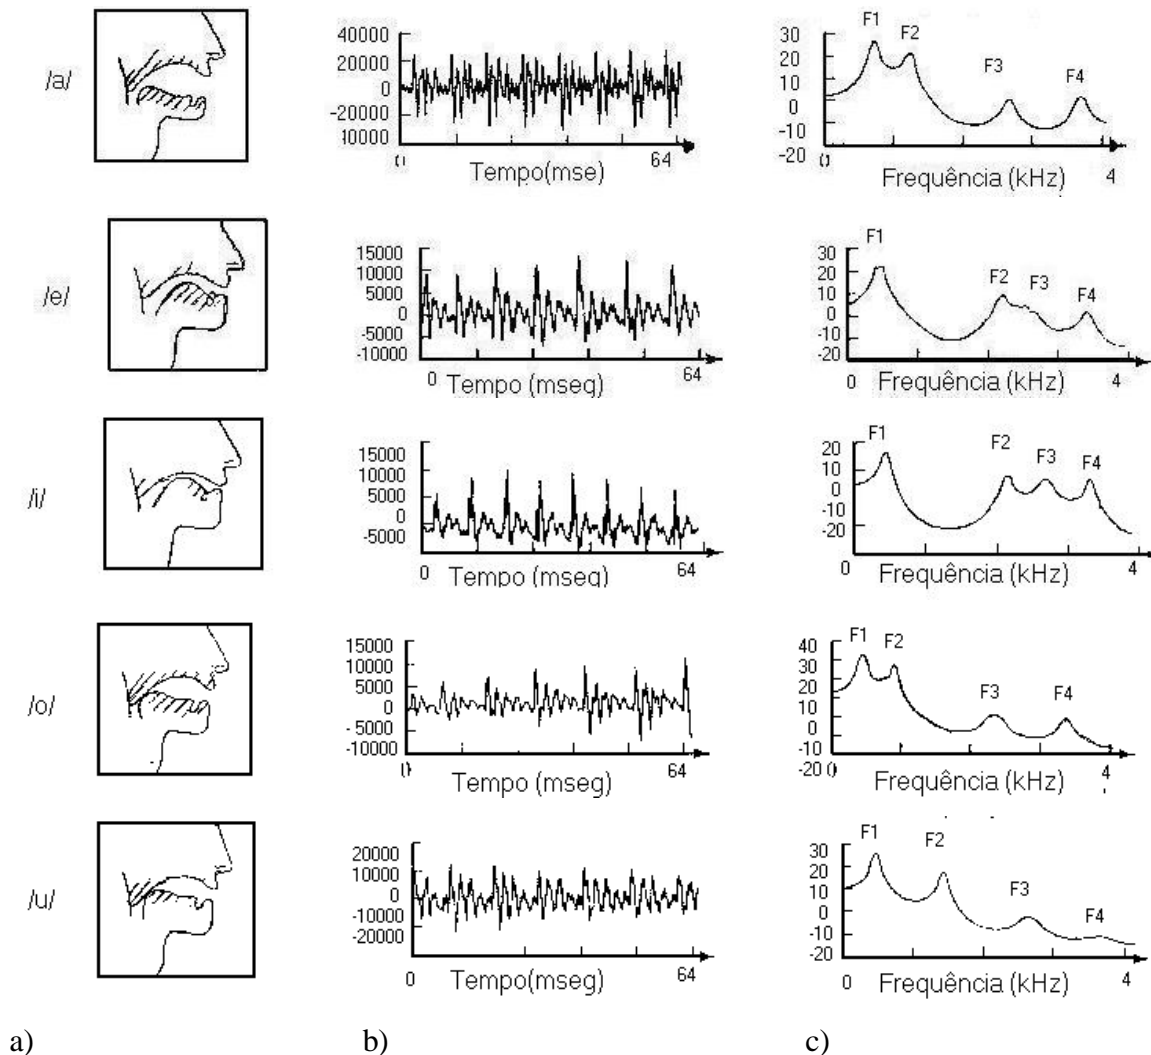 /a/
40000
20000
0
-20000
10000
0
64
Tempo(mse)
F1
F2
F3
F4
30
20
10
0
-10
-20
0
Frequência (kHz)
4
/e/
15000
10000
5000
0
-5000
-10000
0
Tempo (mseg)
64
F1
F2
F3
F4
30
20
10
0
-10
-20
0
Frequência (kHz)
4
/i/
15000
10000
5000
0
-5000
0
Tempo (mseg)
64
F1
F2
F3
F4
20
10
0
-10
-20
0
Frequência (kHz)
4
/o/
15000
10000
5000
0
-5000
-10000
0
Tempo (mseg)
64
F1
F2
F3
F4
40
30
20
10
0
-10
-20
0
Frequência (kHz)
4
/u/
20000
10000
0
-10000
-20000
0
Tempo(mseg)
64
F1
F2
F3
F4
30
20
10
0
-10
-20
0
Frequência (kHz)
4
a)
b)
c)